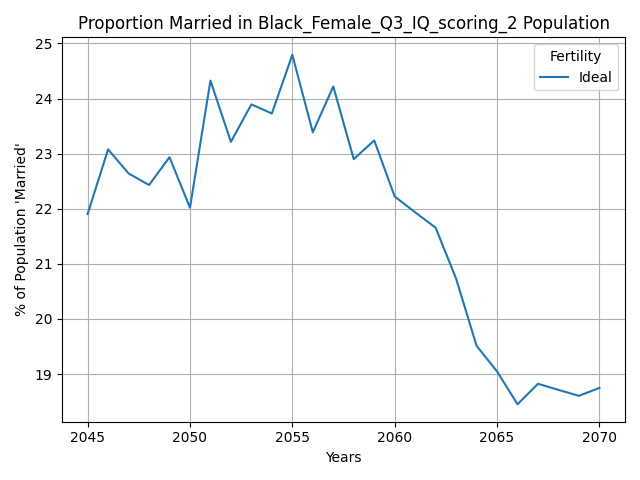 Proportion Married in Black_Female_Q3_IQ_scoring_2 Population
% of Population 'Married'
25
24
23
22
21
20
19
Fertility
Ideal
2045 2050 2055 2060 2065 2070
Years